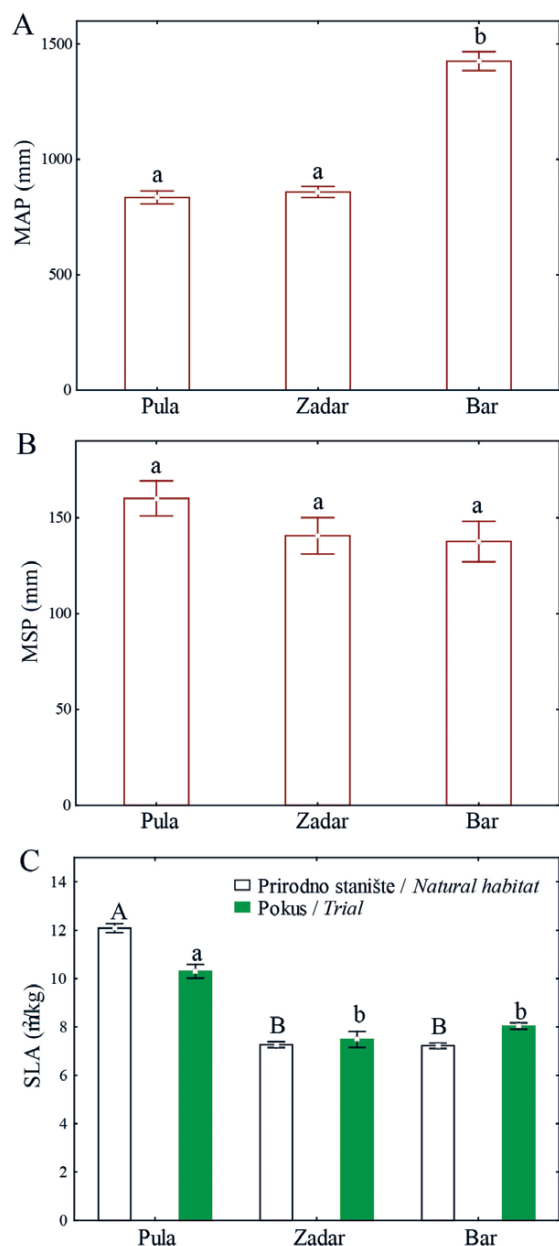 A
MAP (mm)
1500
1000
500
0
a
a
b
Pula
Zadar
Bar
B
MSP (mm)
150
100
50
0
a
a
a
Pula
Zadar
Bar
C
SLA (m²/kg)
14
12
10
8
6
4
2
0
Prirodno stanište / Natural habitat
Pokus / Trial
A
a
B
b
B
b
Pula
Zadar
Bar